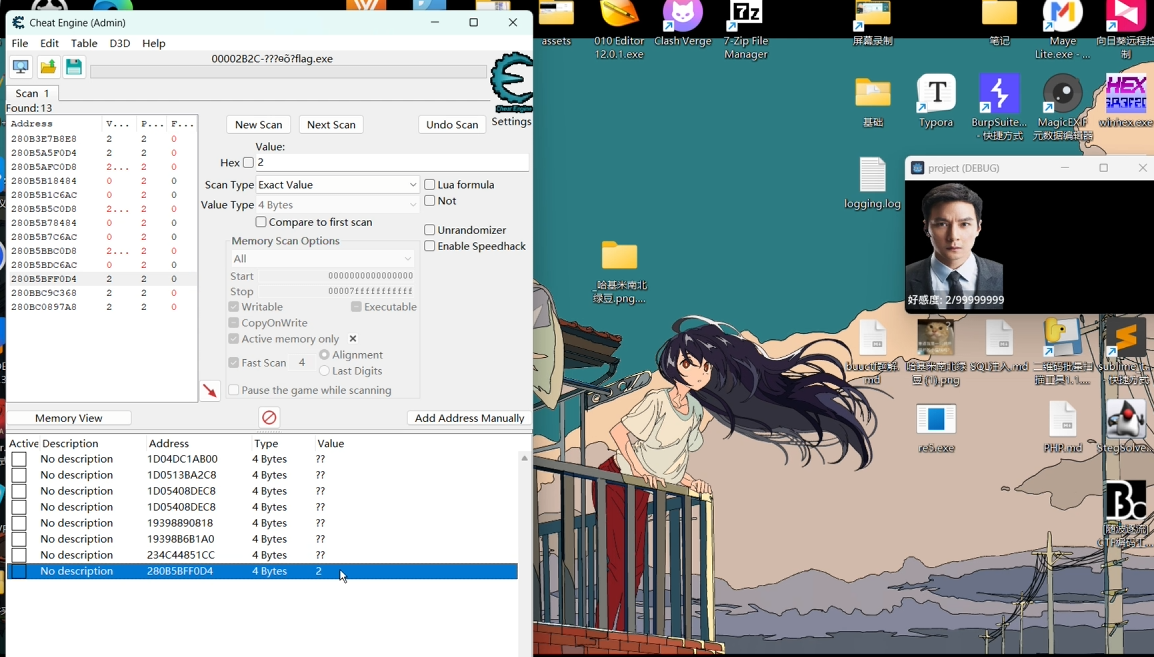 Cheat Engine (Admin)
File Edit Table D3D Help
00002B2C-???⊕õ?flag.exe
Scan 1
Found: 13
Cheat Engine
Settings
Address V... P... F...
280B3E7B8E8 2 2 0
280B5A5F0D4 2 2 0
280B5AFC0D8 2... 2 0
280B5B18484 0 2 0
280B5B1C6AC 0 2 0
280B5B5C0D8 2... 2 0
280B5B78484 0 2 0
280B5B7C6AC 0 2 0
280B5BBC0D8 2... 2 0
280B5BDC6AC 0 2 0
280B5BFF0D4 2 2 0
280BBC9C368 2 2 0
280BC0897A8 2 2 0
New Scan Next Scan Undo Scan
Value:
Hex 2
Scan Type Exact Value
Lua formula
Value Type 4 Bytes
Not
Compare to first scan
Unrandomizer
Enable Speedhack
Memory Scan Options
All
Start 0000000000000000
Stop 00007fffffffffff
Writable Executable
CopyOnWrite
Active memory only
Fast Scan 4 Alignment
Last Digits
Pause the game while scanning
Memory View
Add Address Manually
Active Description Address Type Value
No description 1D04DC1AB00 4 Bytes ??
No description 1D0513BA2C8 4 Bytes ??
No description 1D05408DEC8 4 Bytes ??
No description 1D05408DEC8 4 Bytes ??
No description 19398890818 4 Bytes ??
No description 19398B6B1A0 4 Bytes ??
No description 234C44851CC 4 Bytes ??
No description 280B5BFF0D4 4 Bytes 2
assets
010 Editor
12.0.1.exe
Clash Verge
7z
7-Zip File
Manager
屏幕录制
笔记
Maye
Lite.exe - ...
向日葵远程控
制
基础
T
Typora
BurpSuite...
- 快捷方式
MagicEXIF
元数据编辑器
HEX
winhex.exe
logging.log
project (DEBUG)
好感度: 2/99999999
_哈基米南北
绿豆.png....
.md
哈基米南北绿
豆 (1).png
SQL注入.md
- 快捷方式
re5.exe
PHP.md
StegSolve...